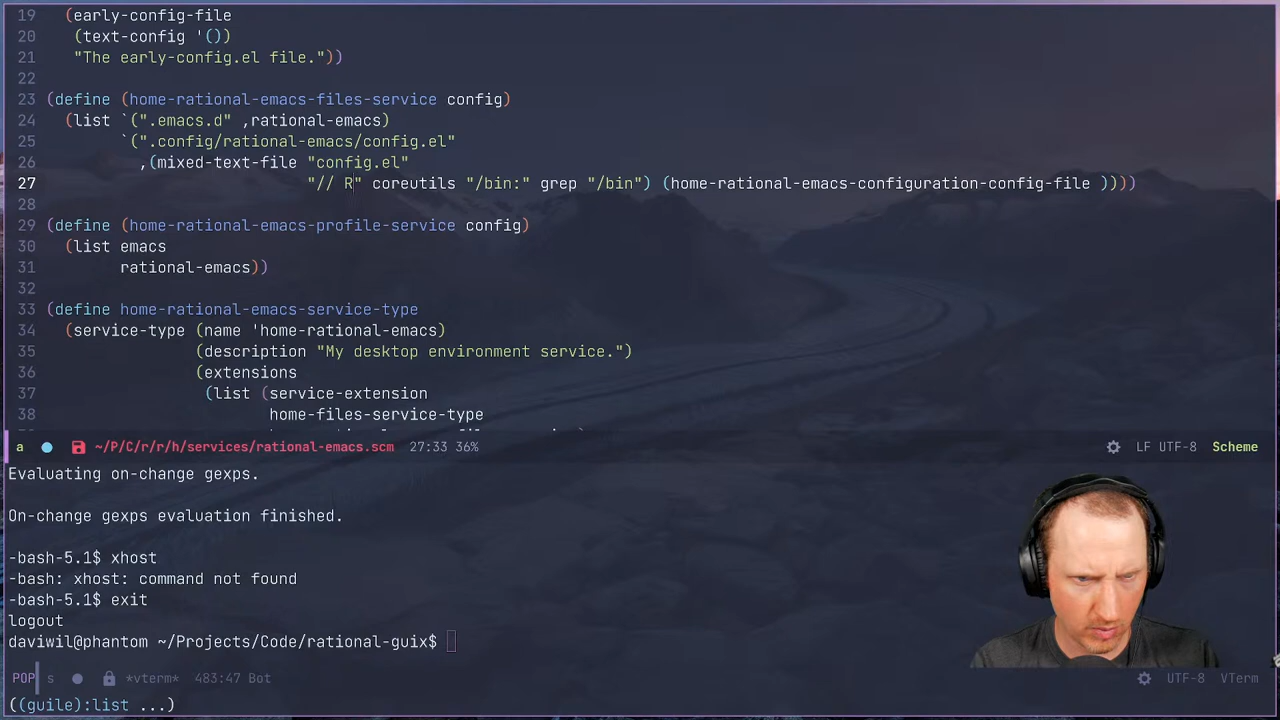 19 (early-config-file
20 (text-config '())
21 "The early-config.el file."))
22
23 (define (home-rational-emacs-files-service config)
24 (list `(".emacs.d" ,rational-emacs)
25 `(".config/rational-emacs/config.el"
26 ,(mixed-text-file "config.el"
27 "// R" coreutils "/bin:" grep "/bin") (home-rational-emacs-configuration-config-file ))))
28
29 (define (home-rational-emacs-profile-service config)
30 (list emacs
31 rational-emacs))
32
33 (define home-rational-emacs-service-type
34 (service-type (name 'home-rational-emacs)
35 (description "My desktop environment service.")
36 (extensions
37 (list (service-extension
38 home-files-service-type
a ~/P/C/r/r/h/services/rational-emacs.scm 27:33 36% LF UTF-8 Scheme
Evaluating on-change gexps.
On-change gexps evaluation finished.
-bash-5.1$ xhost
-bash: xhost: command not found
-bash-5.1$ exit
logout
daviwil@phantom ~/Projects/Code/rational-guix$
POP s *vterm* 483:47 Bot UTF-8 VTerm
((guile):list ...)